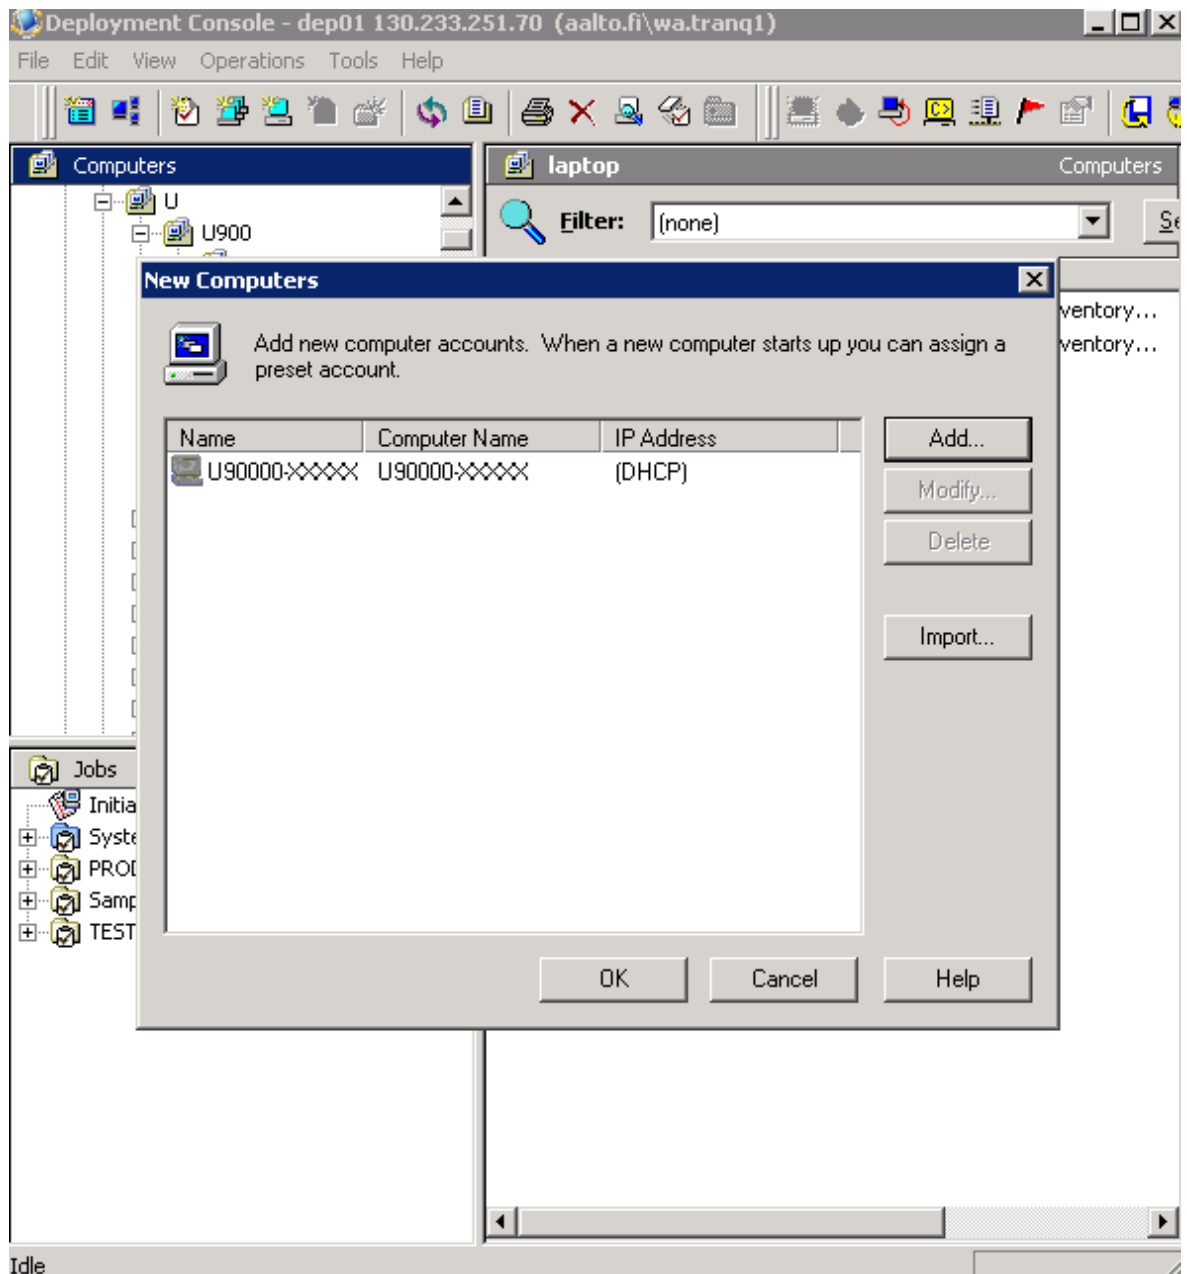 Deployment Console - dep01 130.233.251.70 (aalto.fi\wa.tranq1)
File Edit View Operations Tools Help
Computers
laptop Computers
U
U900
Filter: (none)
New Computers
ventory...
ventory...
Add new computer accounts. When a new computer starts up you can assign a
preset account.
Name Computer Name IP Address
U90000-XXXXX U90000-XXXXX (DHCP)
Add...
Modify...
Delete
Import...
OK Cancel Help
Jobs
Initia
Syste
PROD
Samp
TEST
Idle